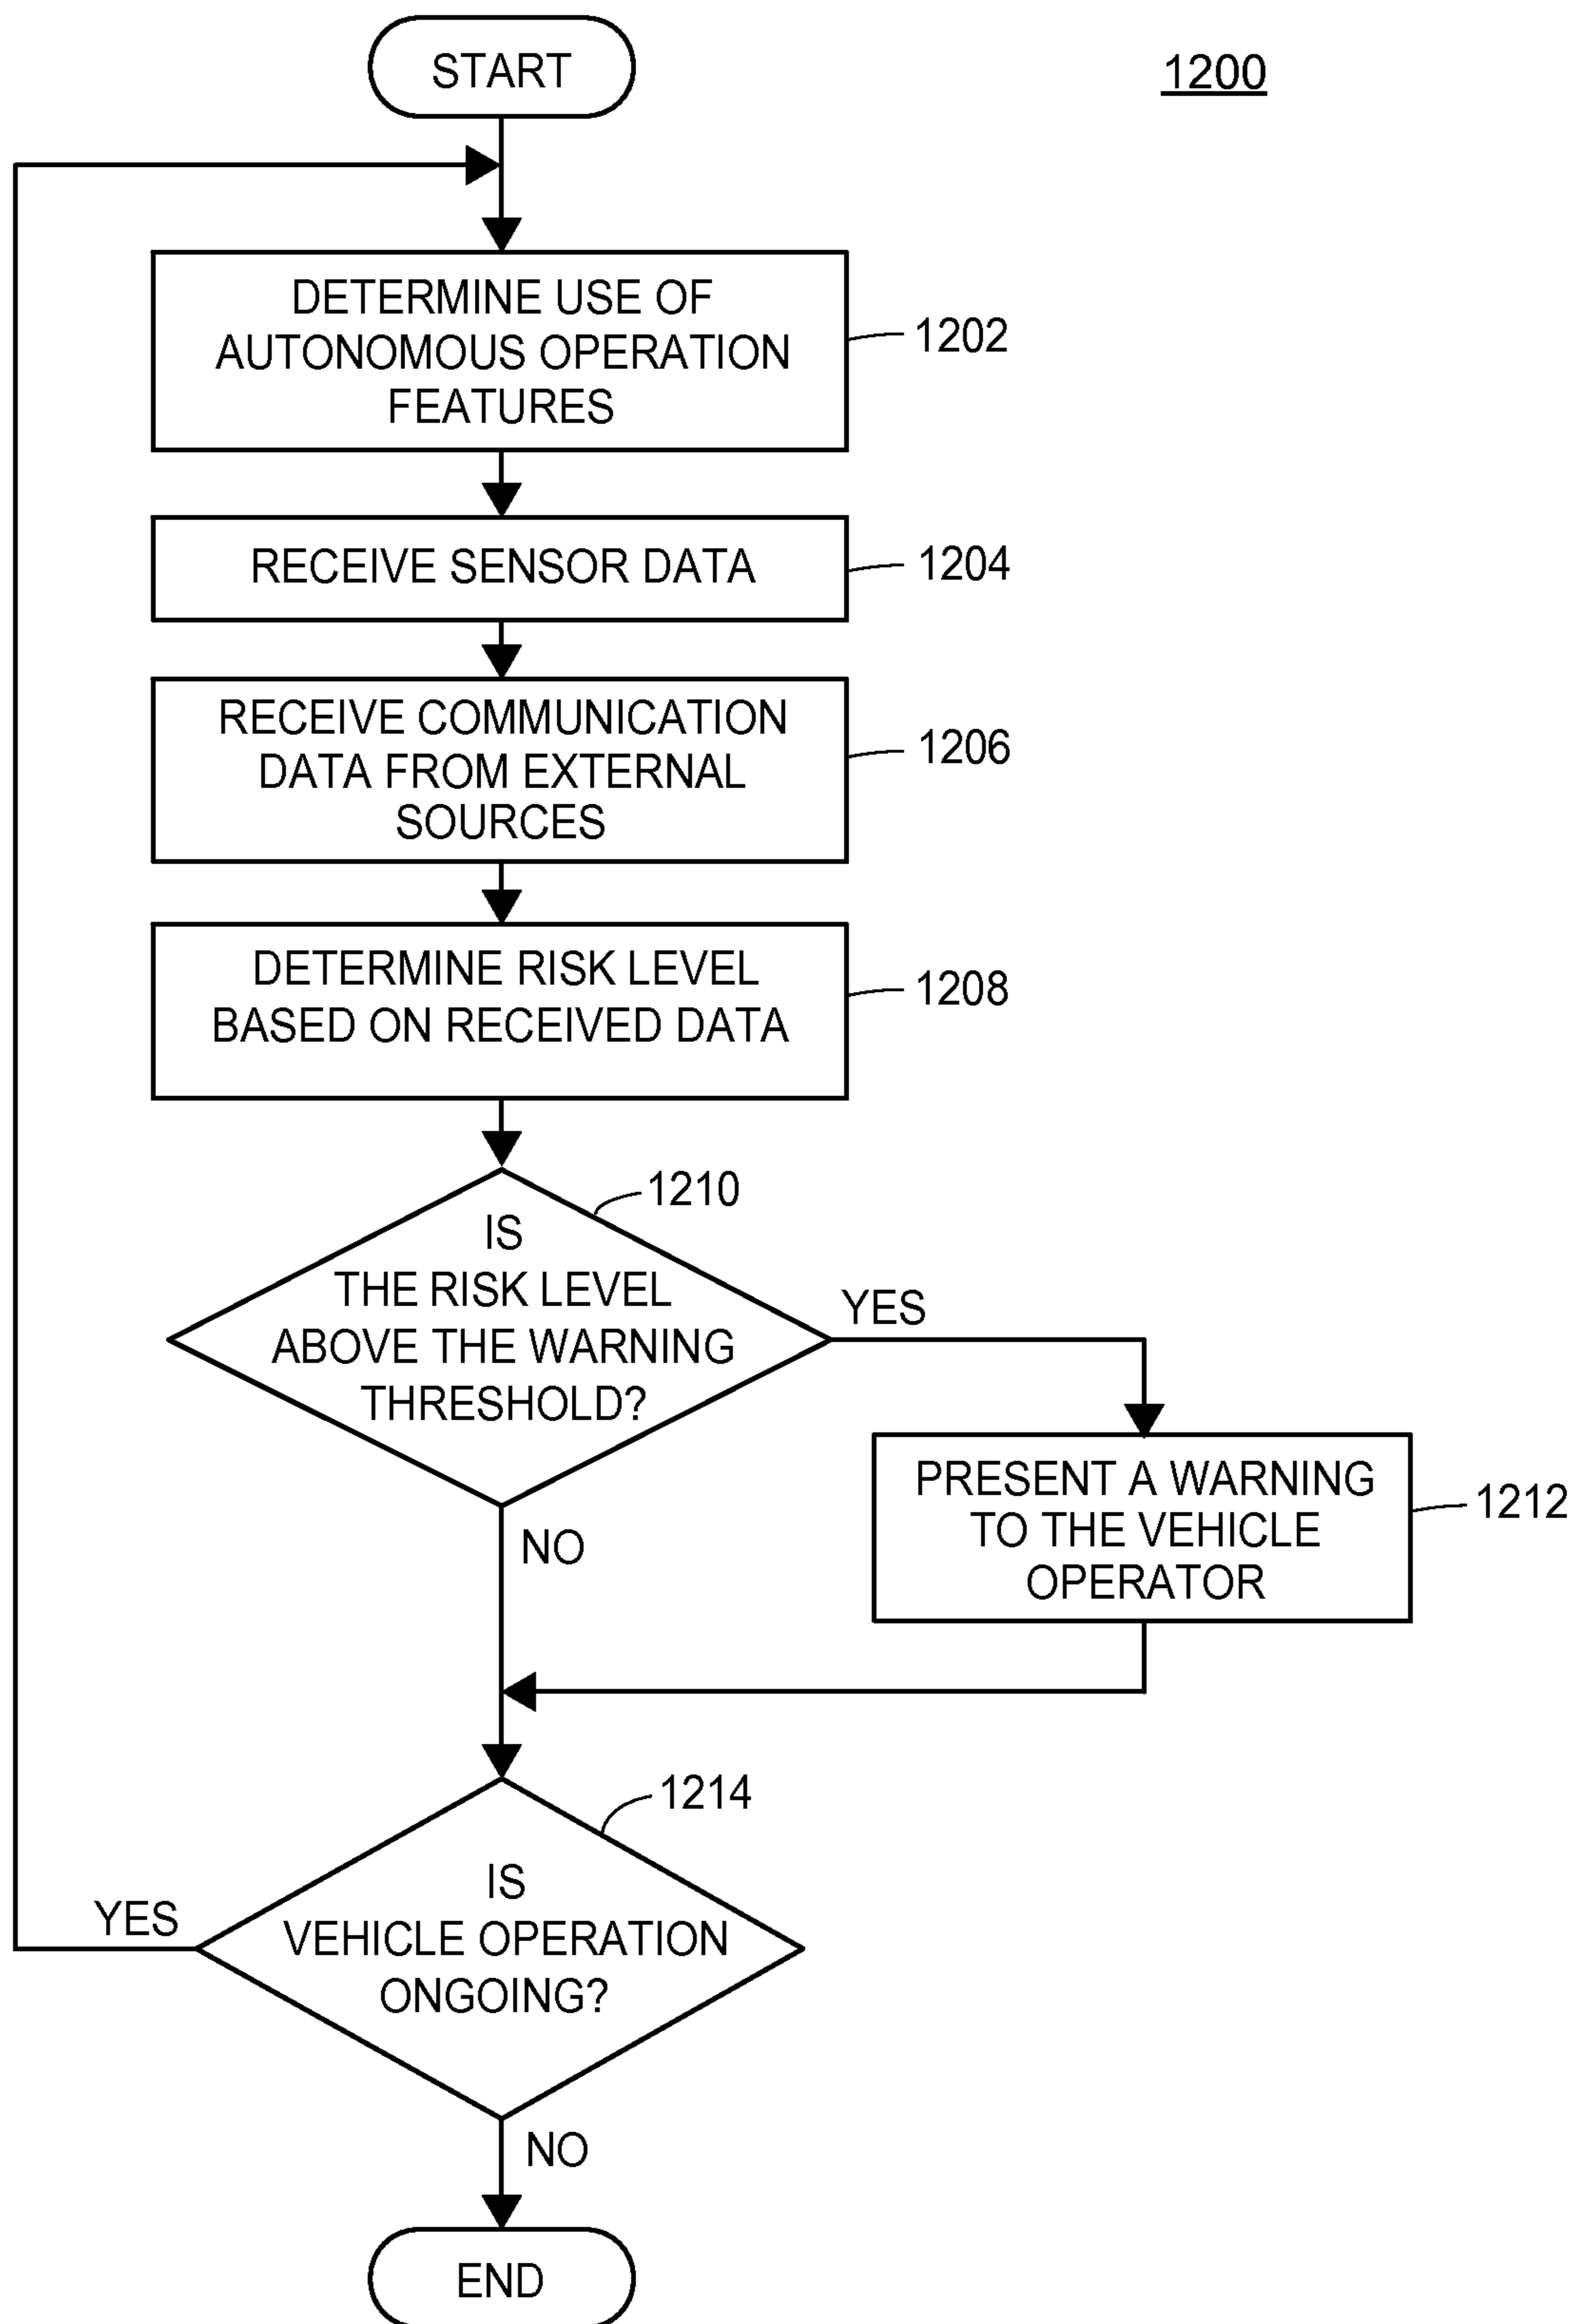 START
1200
DETERMINE USE OF
AUTONOMOUS OPERATION
FEATURES
1202
RECEIVE SENSOR DATA
1204
RECEIVE COMMUNICATION
DATA FROM EXTERNAL
SOURCES
1206
DETERMINE RISK LEVEL
BASED ON RECEIVED DATA
1208
1210
IS
THE RISK LEVEL
ABOVE THE WARNING
THRESHOLD?
YES
NO
PRESENT A WARNING
TO THE VEHICLE
OPERATOR
1212
1214
IS
VEHICLE OPERATION
ONGOING?
YES
NO
END